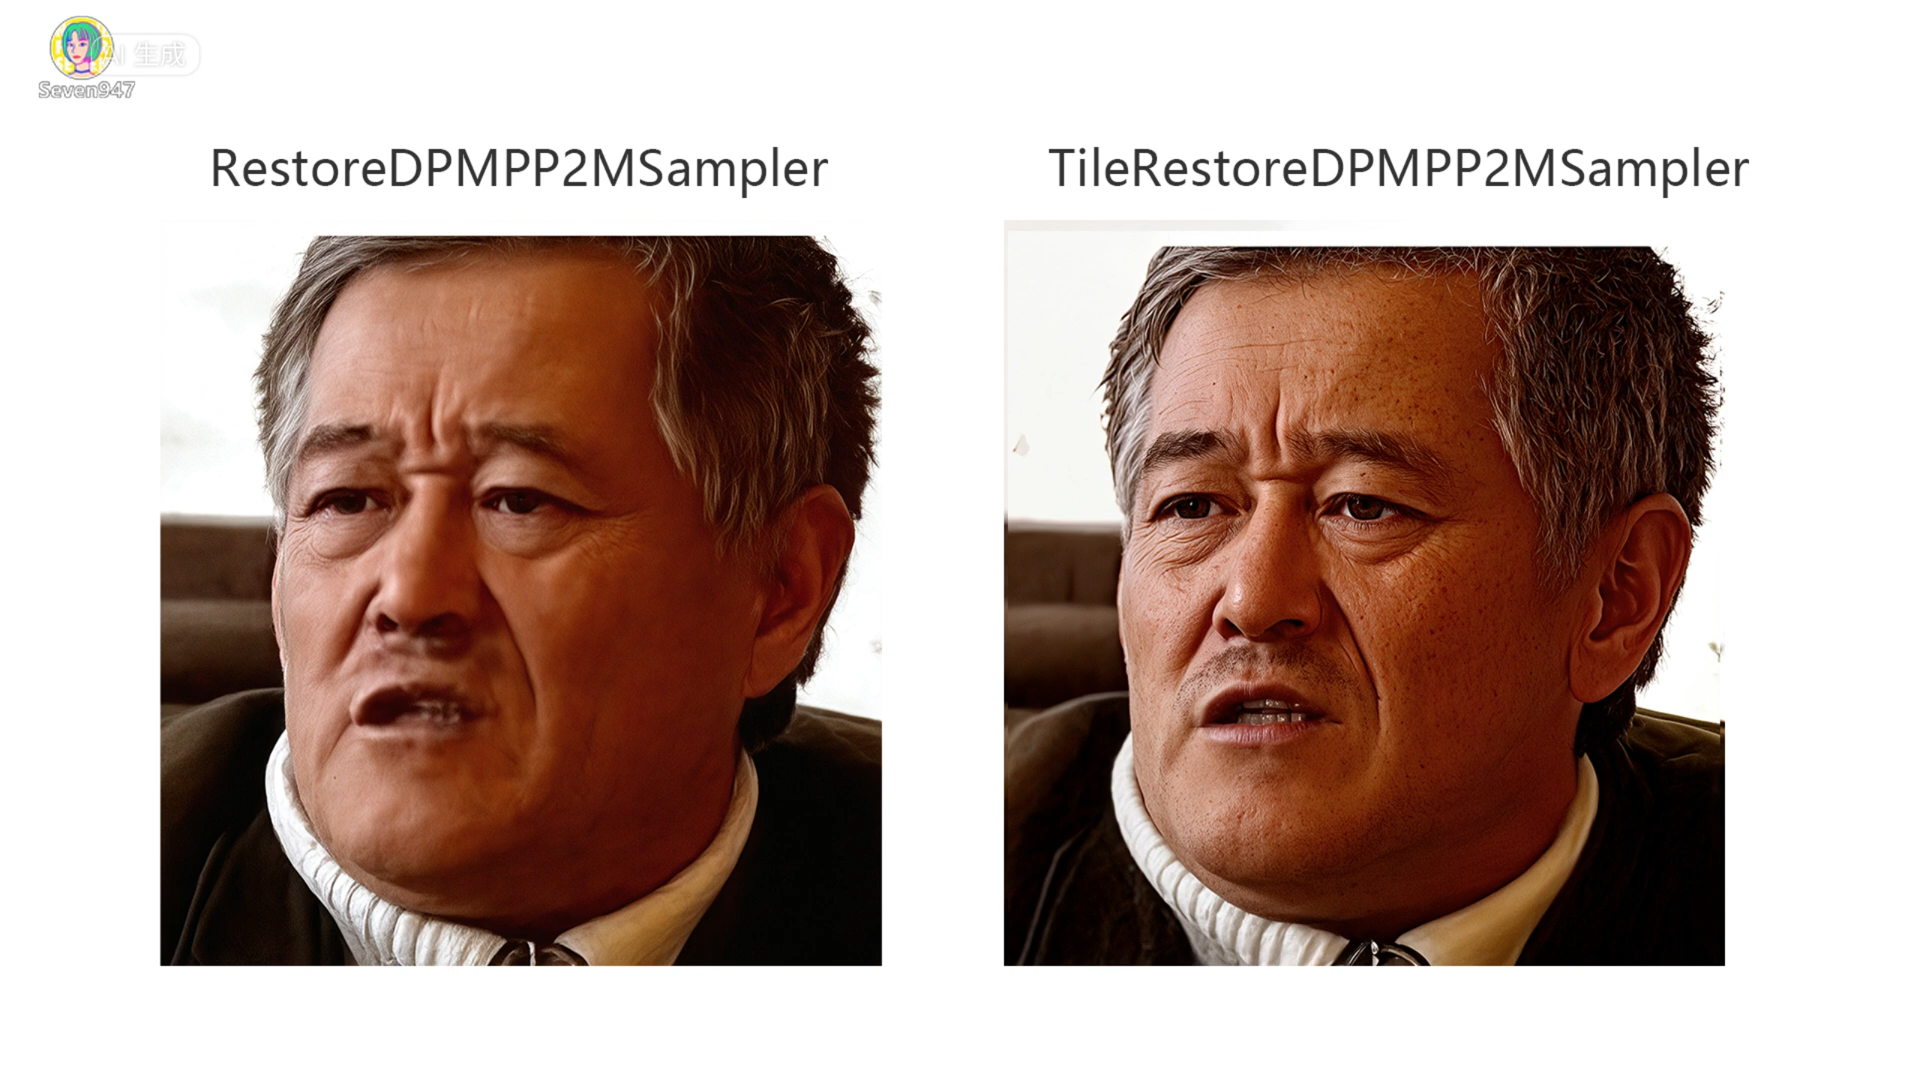 AI 生成
Seven947
RestoreDPMPP2MSampler
TileRestoreDPMPP2MSampler